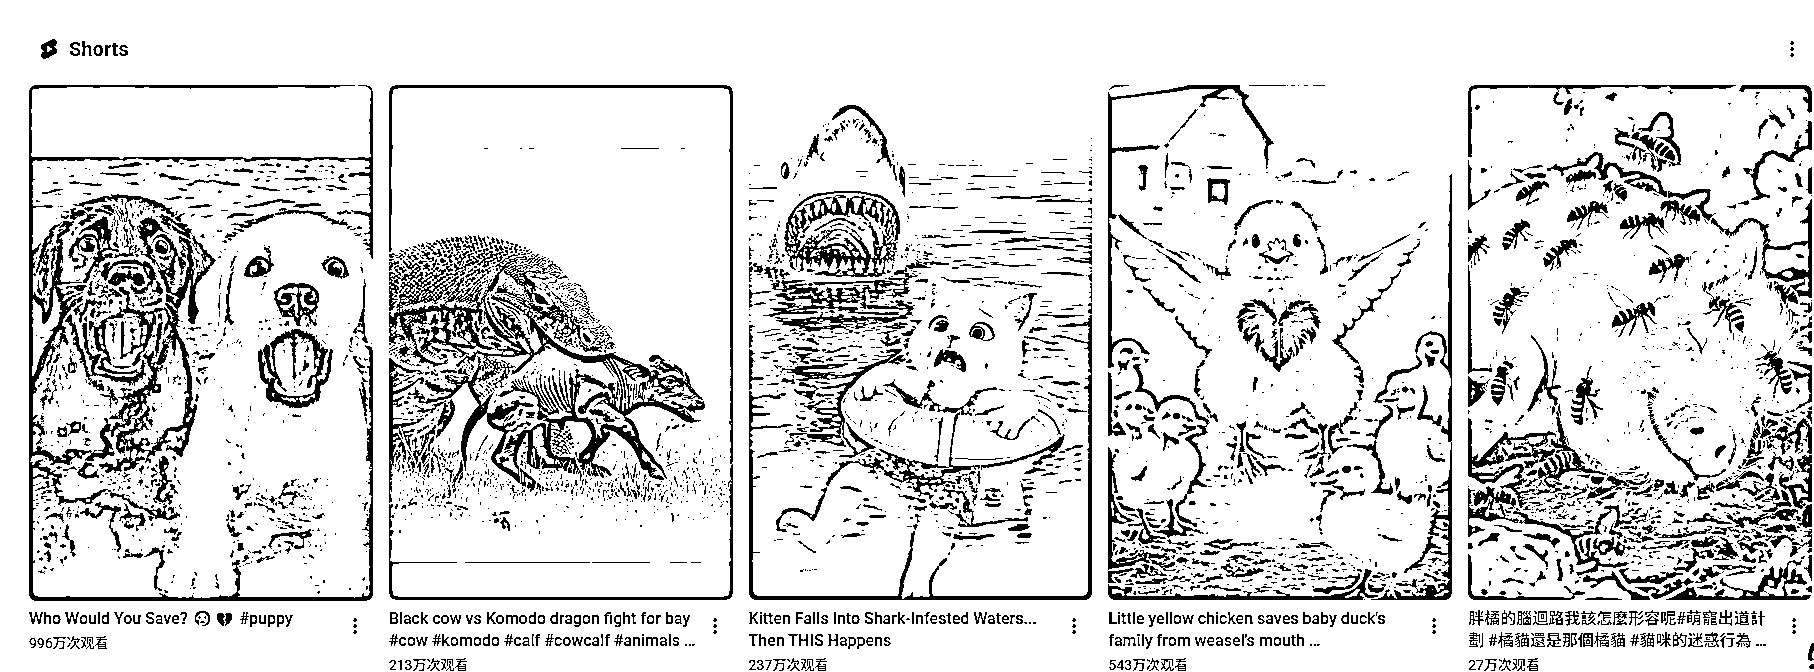 Shorts
Who Would You Save? 😢 💔 #puppy
996万次观看
Black cow vs Komodo dragon fight for bay
#cow #komodo #calf #cowcalf #animals ...
213万次观看
Kitten Falls Into Shark-Infested Waters...
Then THIS Happens
237万次观看
Little yellow chicken saves baby duck's
family from weasel's mouth ...
543万次观看
胖橘的腦迴路我該怎麼形容呢#萌寵出道計
劃 #橘貓還是那個橘貓 #貓咪的迷惑行為 ...
27万次观看